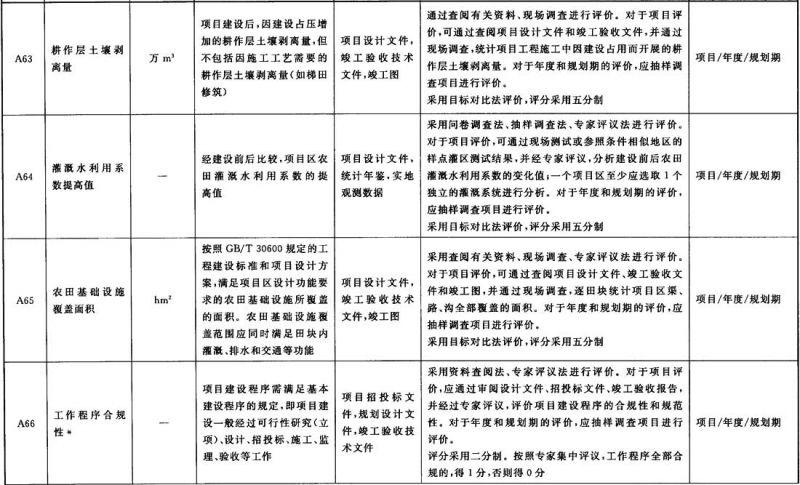 A63
耕作层土壤剥
离量
万 m³
项目建设后,因建设占压增
加的耕作层土壤剥离量,但
不包括因施工工艺需要的
耕作层土壤剥离量(如梯田
修筑)
项目设计文件,
竣工验收技术
文件,竣工图
通过查阅有关资料、现场调查进行评价。对于项目评
价,可通过查阅项目设计文件和竣工验收文件,并通过
现场调查,统计项目工程施工中因建设占用而开展的耕
作层土壤剥离量。对于年度和规划期的评价,应抽样调
查项目进行评价。
采用目标对比法评价,评分采用五分制
项目/年度/规划期
A64
灌溉水利用系
数提高值
—
经建设前后比较,项目区农
田灌溉水利用系数的提
高值
项目设计文件,
统计年鉴,实地
观测数据
采用问卷调查法、抽样调查法、专家评议法进行评价。
对于项目评价,可通过现场测试或参照条件相似地区的
样点灌区测试结果,并经专家评议,分析建设前后农田
灌溉水利用系数的变化值;一个项目区至少应选取1个
独立的灌溉系统进行分析。对于年度和规划期的评价,
应抽样调查项目进行评价。
采用目标对比法评价,评分采用五分制
项目/年度/规划期
A65
农田基础设施
覆盖面积
hm²
按照 GB/T 30600 规定的工
程建设标准和项目设计方
案,满足项目区设计功能要
求的农田基础设施所覆盖
的面积。农田基础设施覆
盖范围应同时满足田块内
灌溉、排水和交通等功能
项目设计文件,
竣工验收技术
文件,竣工图
采用查阅有关资料、现场调查、专家评议法进行评价。
对于项目评价,可通过查阅项目设计文件、竣工验收文
件和竣工图,并通过现场调查,逐田块统计项目区渠、
路、沟全部覆盖的面积。对于年度和规划期的评价,应
抽样调查项目进行评价。
采用目标对比法评价,评分采用五分制
项目/年度/规划期
A66
工作程序合规
性*
—
项目建设程序需满足基本
建设程序的规定,即项目建
设一般经过可行性研究(立
项)、设计、招投标、施工、监
理、验收等工作
项目招投标文
件,规划设计文
件,竣工验收技
术文件
采用资料查阅法、专家评议法进行评价。对于项目评
价,应通过审阅设计文件、招投标文件、竣工验收报告,
并经过专家评议,评价项目建设程序的合规性和规范
性。对于年度和规划期的评价,应抽样调查项目进行
评价。
评分采用二分制。按照专家集中评议,工作程序全部合
规的,得1分,否则得0分
项目/年度/规划期